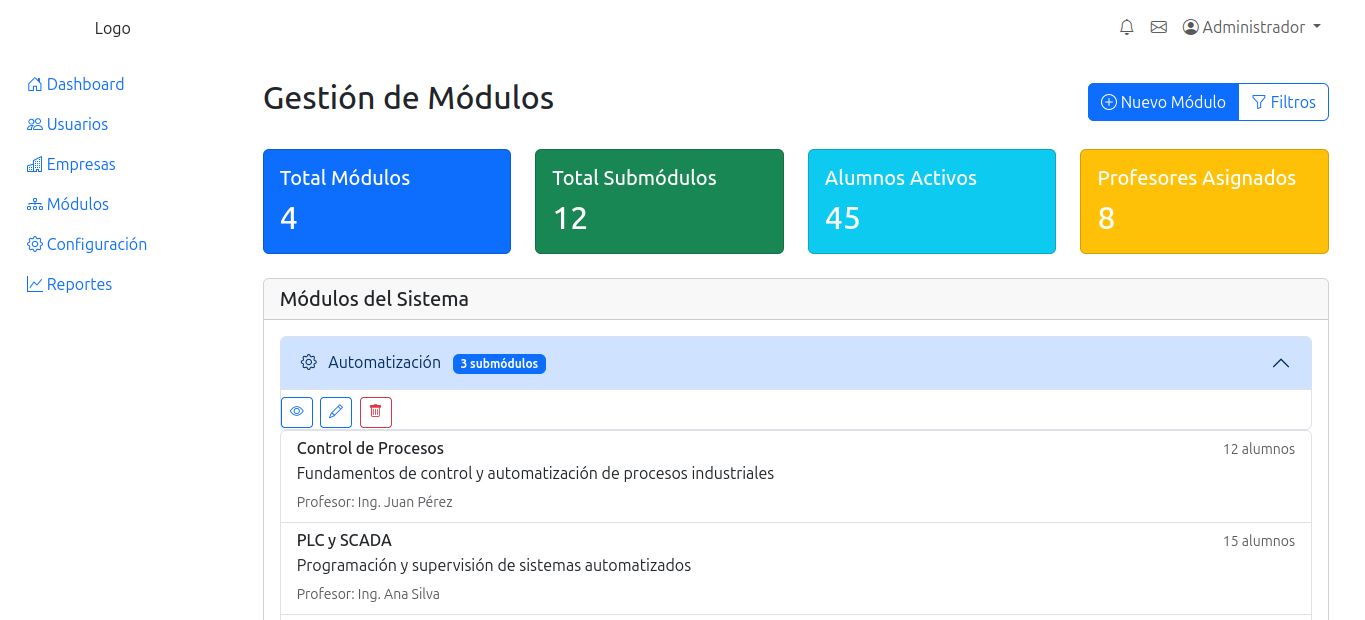 Logo
Administrador
Dashboard
Usuarios
Empresas
Módulos
Configuración
Reportes
Gestión de Módulos
Nuevo Módulo
Filtros
Total Módulos
4
Total Submódulos
12
Alumnos Activos
45
Profesores Asignados
8
Módulos del Sistema
Automatización 3 submódulos
Control de Procesos 12 alumnos
Fundamentos de control y automatización de procesos industriales
Profesor: Ing. Juan Pérez
PLC y SCADA 15 alumnos
Programación y supervisión de sistemas automatizados
Profesor: Ing. Ana Silva